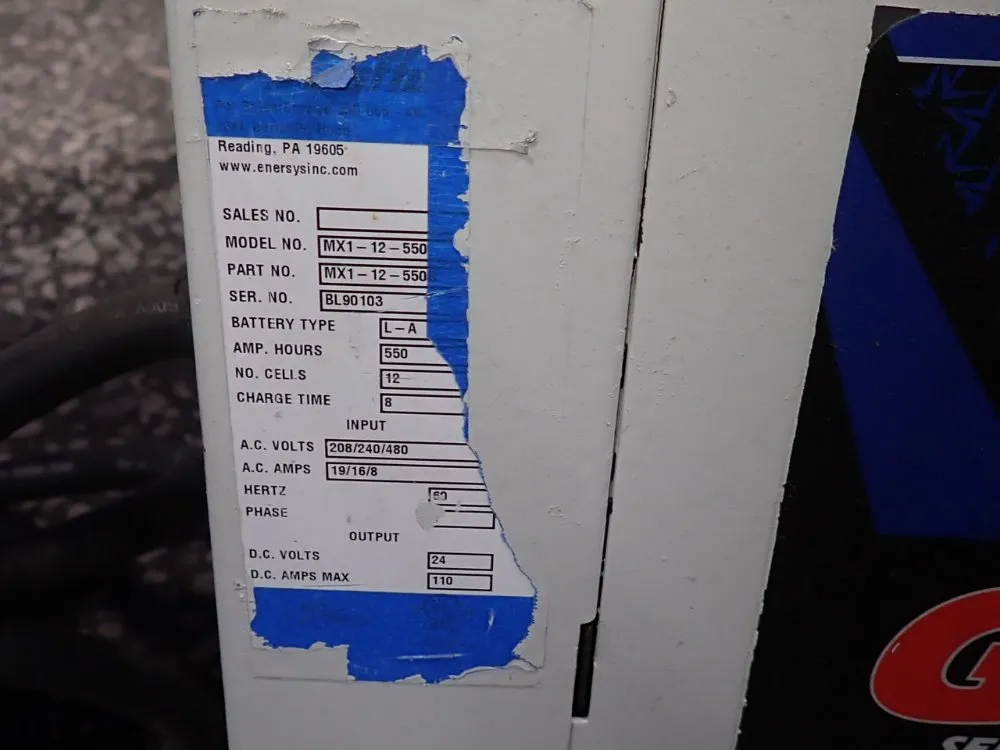 Reading, PA 19605
www.enersysinc.com
SALES NO.
MODEL NO. MX1-12-550
PART NO. MX1-12-550
SER. NO. BL90103
BATTERY TYPE L-A
AMP. HOURS 550
NO. CELLS 12
CHARGE TIME 8
INPUT
A.C. VOLTS 208/240/480
A.C. AMPS 19/16/8
HERTZ 60
PHASE
OUTPUT
D.C. VOLTS 24
D.C. AMPS MAX 110